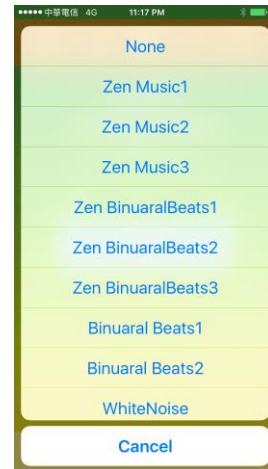 中華電信 4G 11:17 PM
None
Zen Music1
Zen Music2
Zen Music3
Zen BinuaralBeats1
Zen BinuaralBeats2
Zen BinuaralBeats3
Binuaral Beats1
Binuaral Beats2
WhiteNoise
Cancel